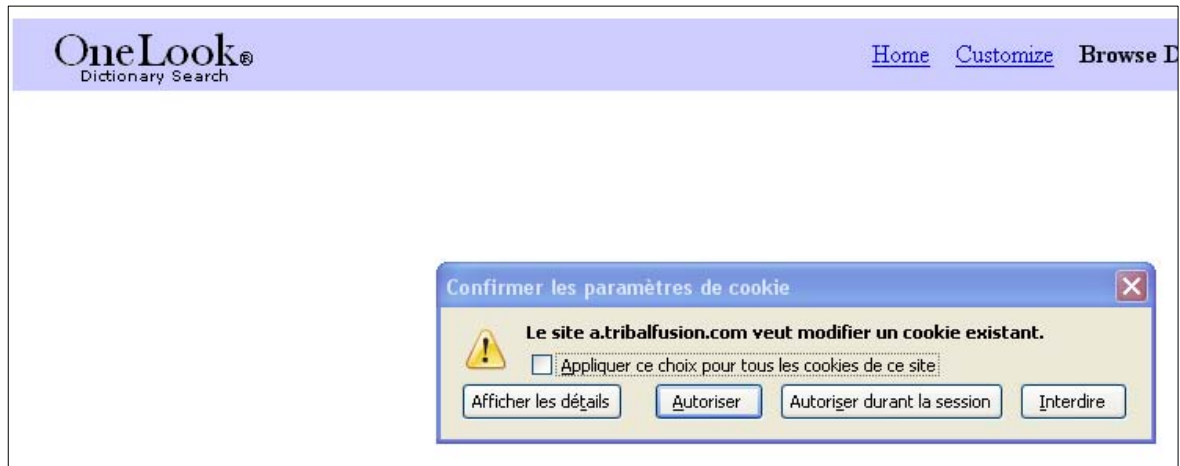 OneLook®
Dictionary Search
Home Customize Browse D
Confirmer les paramètres de cookie
Le site a.tribalfusion.com veut modifier un cookie existant.
Appliquer ce choix pour tous les cookies de ce site
Afficher les détails Autoriser Autoriser durant la session Interdire